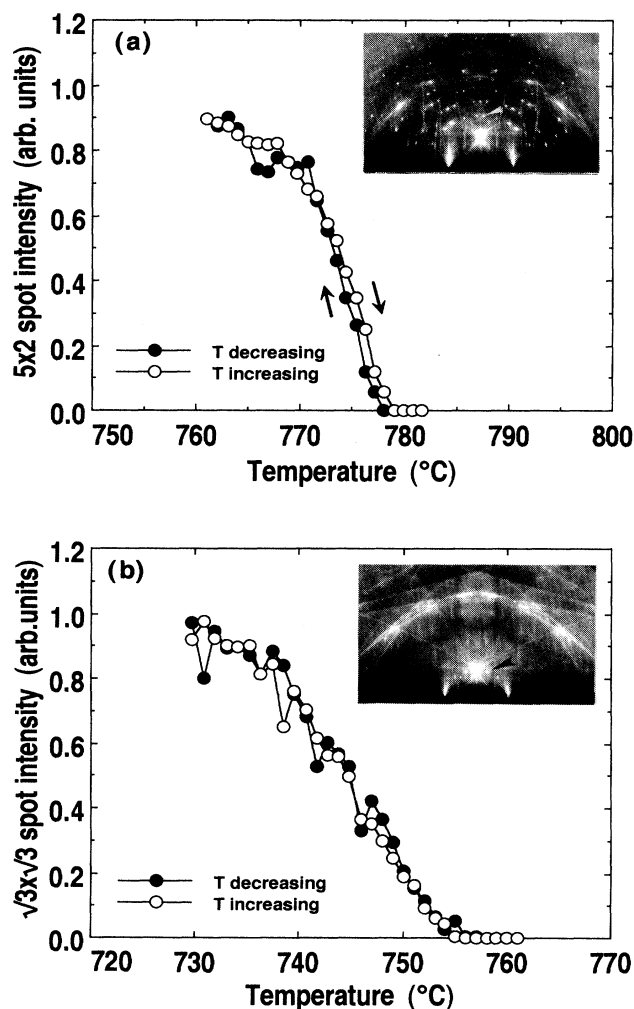 (a)
5x2 spot intensity (arb. units)
1.2
1.0
0.8
0.6
0.4
0.2
0.0
T decreasing
T increasing
750 760 770 780 790 800
Temperature (°C)
(b)
√3x√3 spot intensity (arb.units)
1.2
1.0
0.8
0.6
0.4
0.2
0.0
T decreasing
T increasing
720 730 740 750 760 770
Temperature (°C)